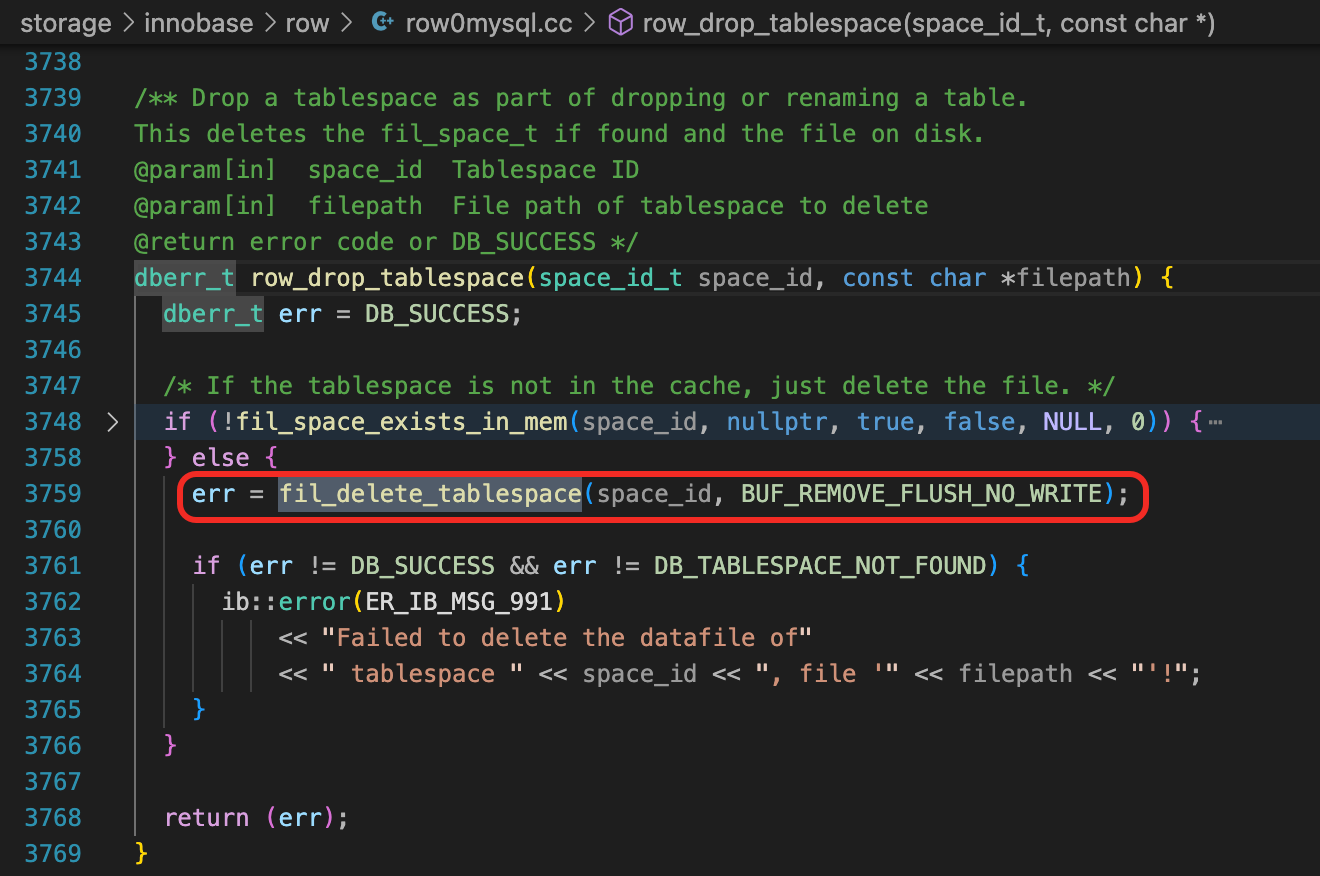 storage > innobase > row > row0mysql.cc > row_drop_tablespace(space_id_t, const char *)
3738
3739 /** Drop a tablespace as part of dropping or renaming a table.
3740 This deletes the fil_space_t if found and the file on disk.
3741 @param[in]  space_id  Tablespace ID
3742 @param[in]  filepath  File path of tablespace to delete
3743 @return error code or DB_SUCCESS */
3744 dberr_t row_drop_tablespace(space_id_t space_id, const char *filepath) {
3745   dberr_t err = DB_SUCCESS;
3746
3747   /* If the tablespace is not in the cache, just delete the file. */
3748   if (!fil_space_exists_in_mem(space_id, nullptr, true, false, NULL, 0)) {…
3758   } else {
3759     err = fil_delete_tablespace(space_id, BUF_REMOVE_FLUSH_NO_WRITE);
3760
3761     if (err != DB_SUCCESS && err != DB_TABLESPACE_NOT_FOUND) {
3762       ib::error(ER_IB_MSG_991)
3763           << "Failed to delete the datafile of"
3764           << " tablespace " << space_id << ", file '" << filepath << "'!";
3765     }
3766   }
3767
3768   return (err);
3769 }